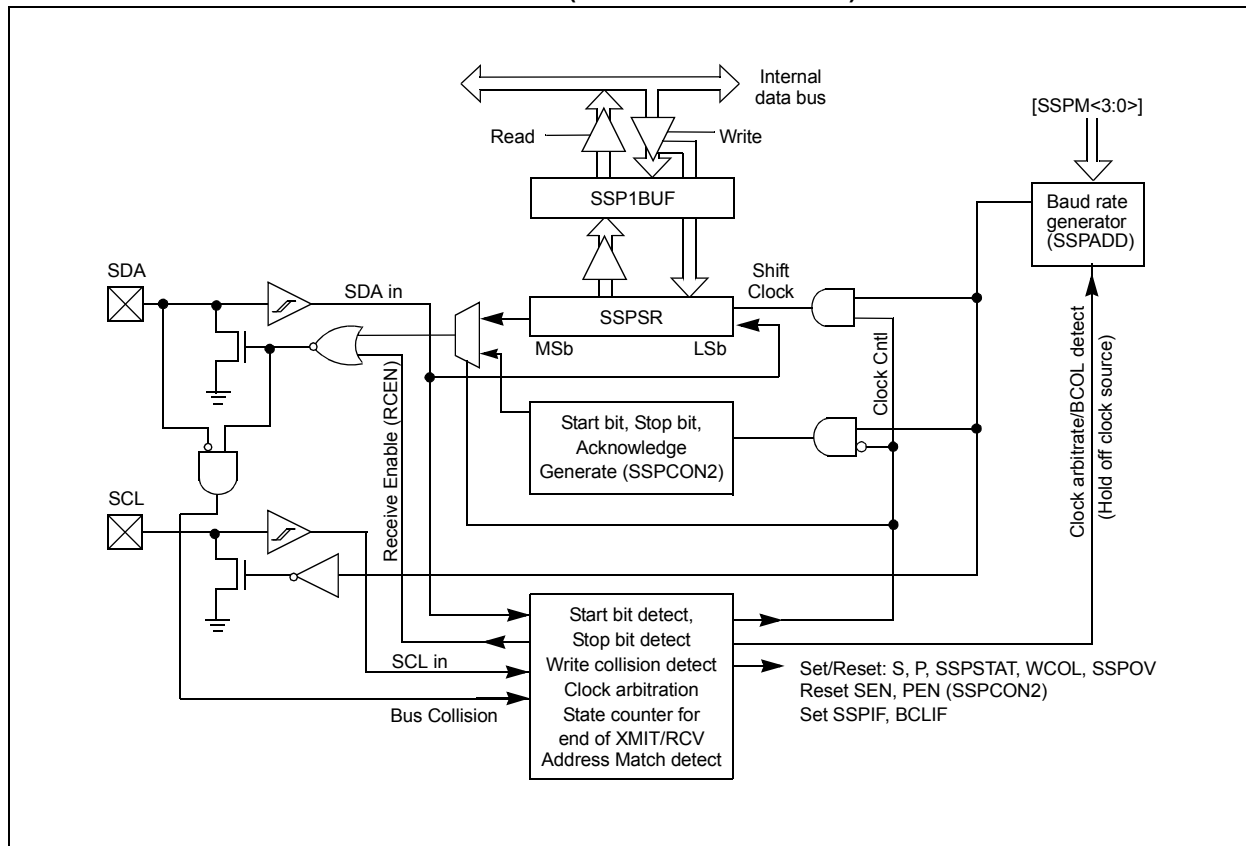 Internal
data bus
[SSPM<3:0>]
Read
Write
SSP1BUF
Baud rate
generator
(SSPADD)
SDA
Shift
Clock
SDA in
SSPSR
MSb
LSb
Start bit, Stop bit,
Acknowledge
Generate (SSPCON2)
Clock Cntl
Clock arbitrate/BCOL detect
(Hold off clock source)
Receive Enable (RCEN)
SCL
SCL in
Bus Collision
Start bit detect,
Stop bit detect
Write collision detect
Clock arbitration
State counter for
end of XMIT/RCV
Address Match detect
Set/Reset: S, P, SSPSTAT, WCOL, SSPOV
Reset SEN, PEN (SSPCON2)
Set SSPIF, BCLIF